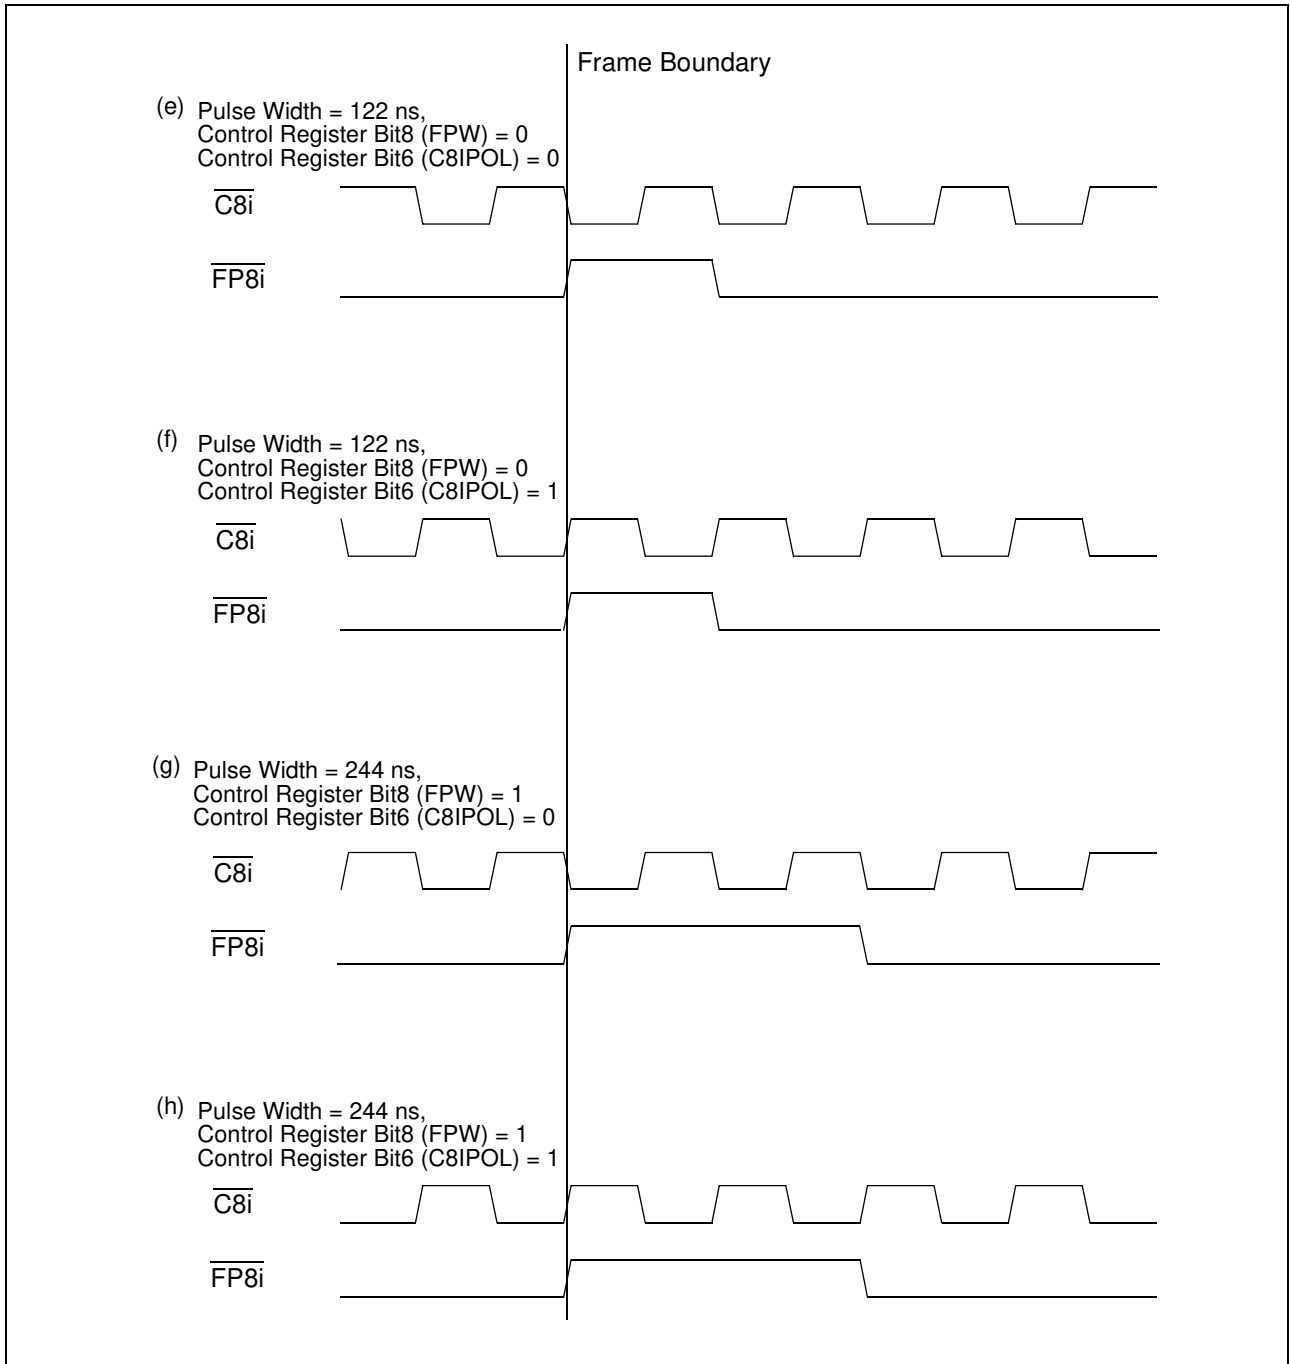 Frame Boundary
(e) Pulse Width = 122 ns,
Control Register Bit8 (FPW) = 0
Control Register Bit6 (C8IPOL) = 0
C8i
FP8i
(f) Pulse Width = 122 ns,
Control Register Bit8 (FPW) = 0
Control Register Bit6 (C8IPOL) = 1
C8i
FP8i
(g) Pulse Width = 244 ns,
Control Register Bit8 (FPW) = 1
Control Register Bit6 (C8IPOL) = 0
C8i
FP8i
(h) Pulse Width = 244 ns,
Control Register Bit8 (FPW) = 1
Control Register Bit6 (C8IPOL) = 1
C8i
FP8i